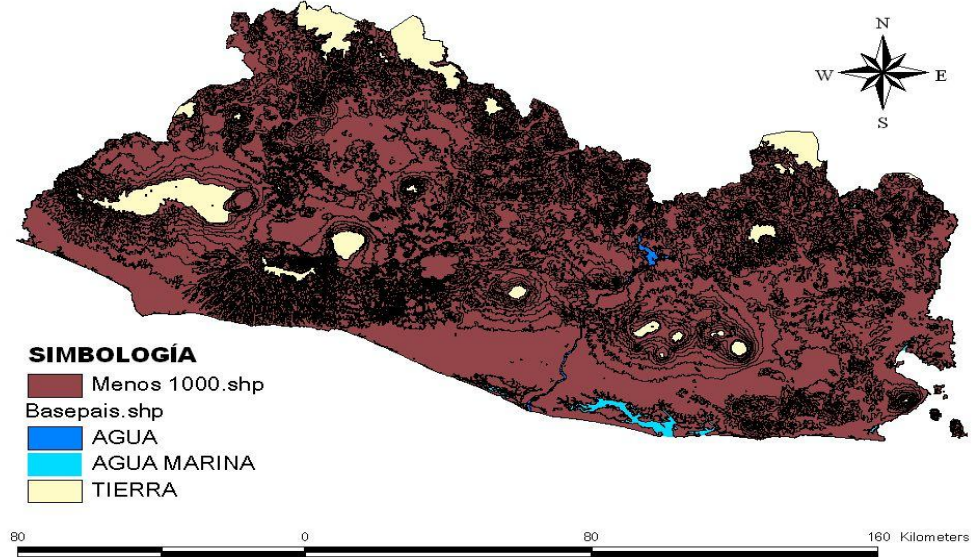 N
W E
S
SIMBOLOGÍA
Menos 1000.shp
Basepais.shp
AGUA
AGUA MARINA
TIERRA
80 0 80 160 Kilometers